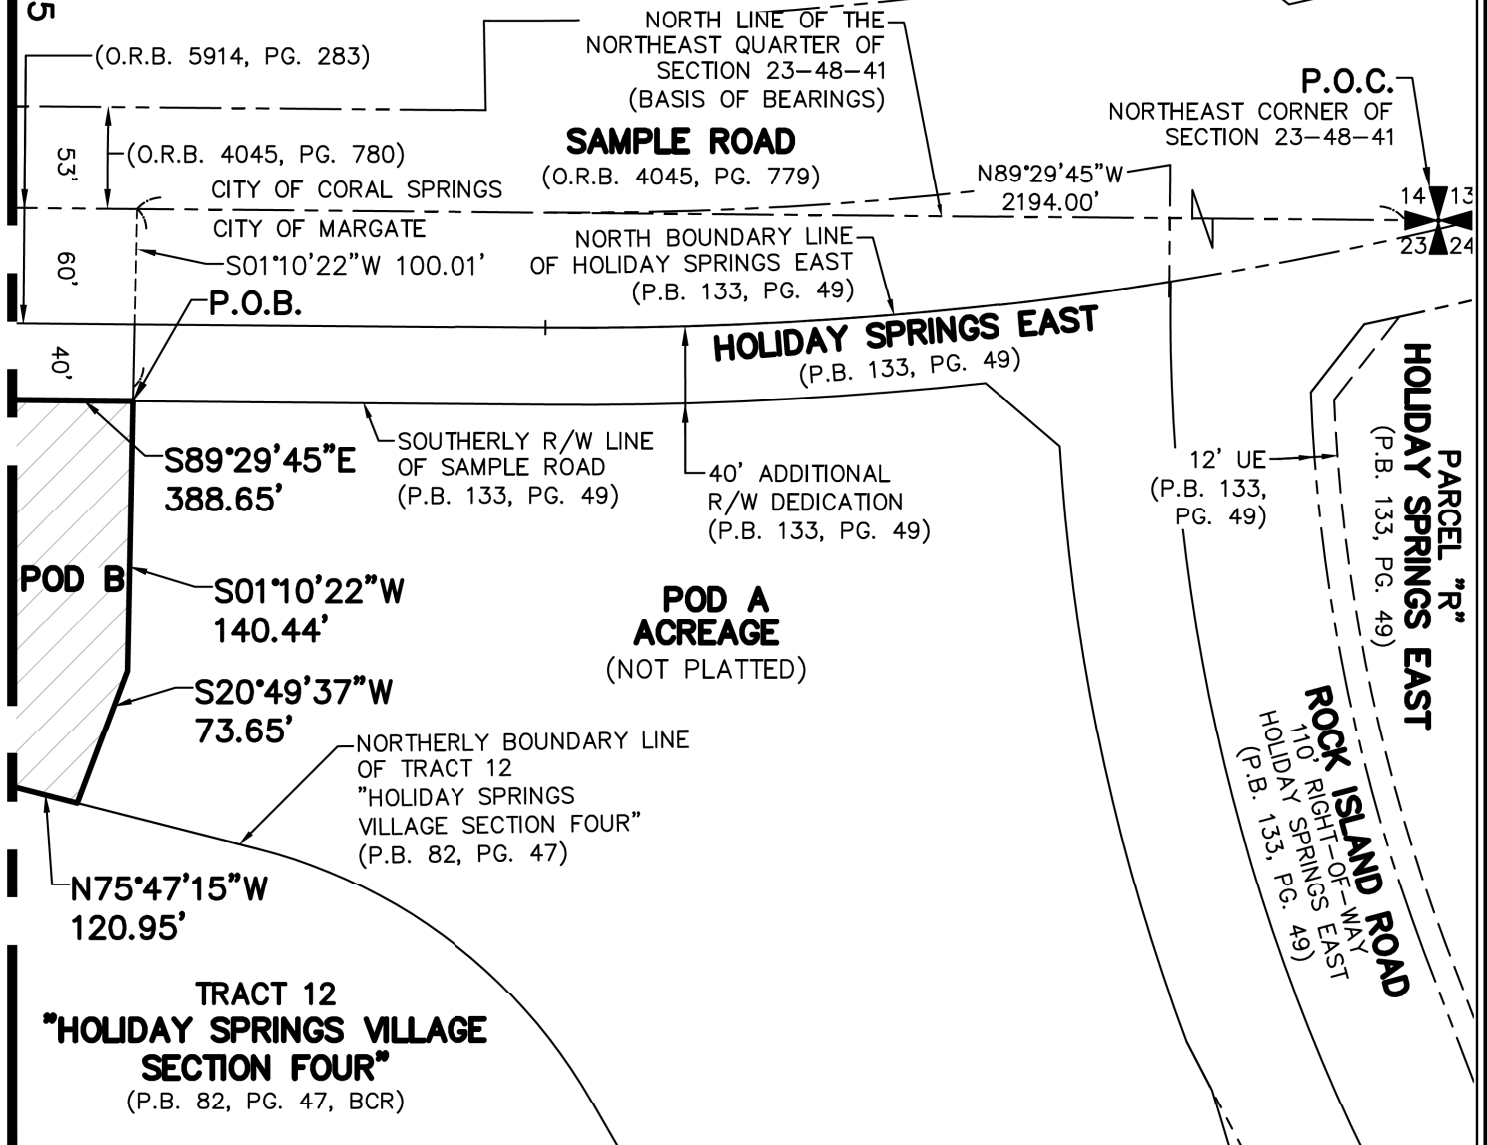 5
(O.R.B. 5914, PG. 283)
NORTH LINE OF THE
NORTHEAST QUARTER OF
SECTION 23-48-41
(BASIS OF BEARINGS)
P.O.C.
NORTHEAST CORNER OF
SECTION 23-48-41
53'
(O.R.B. 4045, PG. 780)
SAMPLE ROAD
(O.R.B. 4045, PG. 779)
CITY OF CORAL SPRINGS
CITY OF MARGATE
N89°29'45"W
2194.00'
14 13
23 24
60'
S01°10'22"W 100.01'
P.O.B.
NORTH BOUNDARY LINE
OF HOLIDAY SPRINGS EAST
(P.B. 133, PG. 49)
HOLIDAY SPRINGS EAST
(P.B. 133, PG. 49)
40'
S89°29'45"E
388.65'
SOUTHERLY R/W LINE
OF SAMPLE ROAD
(P.B. 133, PG. 49)
40' ADDITIONAL
R/W DEDICATION
(P.B. 133, PG. 49)
12' UE
(P.B. 133,
PG. 49)
PARCEL "R"
HOLIDAY SPRINGS EAST
(P.B. 133, PG. 49)
POD B
S01°10'22"W
140.44'
POD A
ACREAGE
(NOT PLATTED)
S20°49'37"W
73.65'
NORTHERLY BOUNDARY LINE
OF TRACT 12
"HOLIDAY SPRINGS
VILLAGE SECTION FOUR"
(P.B. 82, PG. 47)
ROCK ISLAND ROAD
110' RIGHT-OF-WAY
HOLIDAY SPRINGS EAST
(P.B. 133, PG. 49)
N75°47'15"W
120.95'
TRACT 12
"HOLIDAY SPRINGS VILLAGE
SECTION FOUR"
(P.B. 82, PG. 47, BCR)